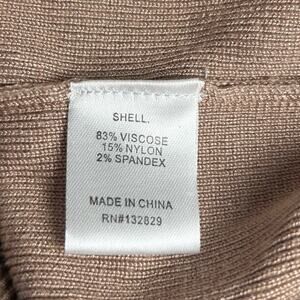 SHELL.
83% VISCOSE
15% NYLON
2% SPANDEX
MADE IN CHINA
RN#132829